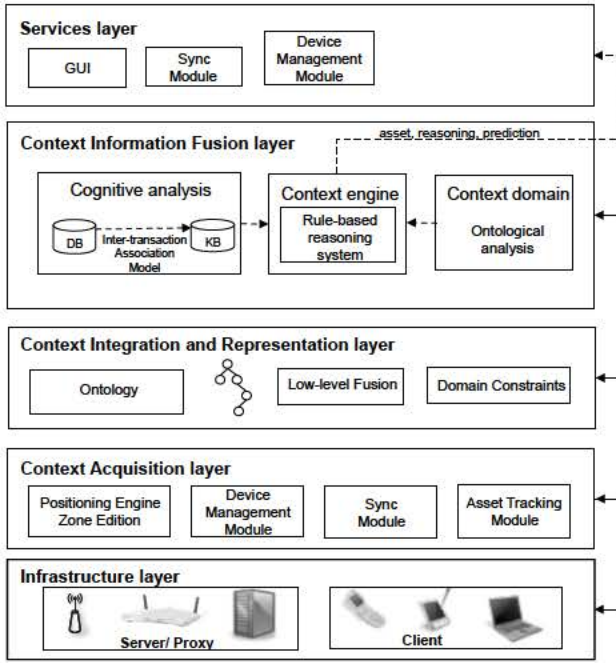 Services layer
GUI
Sync
Module
Device
Management
Module
Context Information Fusion layer
asset, reasoning, prediction
Cognitive analysis
DB
Inter-transaction
Association
Model
KB
Context engine
Rule-based
reasoning
system
Context domain
Ontological
analysis
Context Integration and Representation layer
Ontology
Low-level Fusion
Domain Constraints
Context Acquisition layer
Positioning Engine
Zone Edition
Device
Management
Module
Sync
Module
Asset Tracking
Module
Infrastructure layer
Server/ Proxy
Client